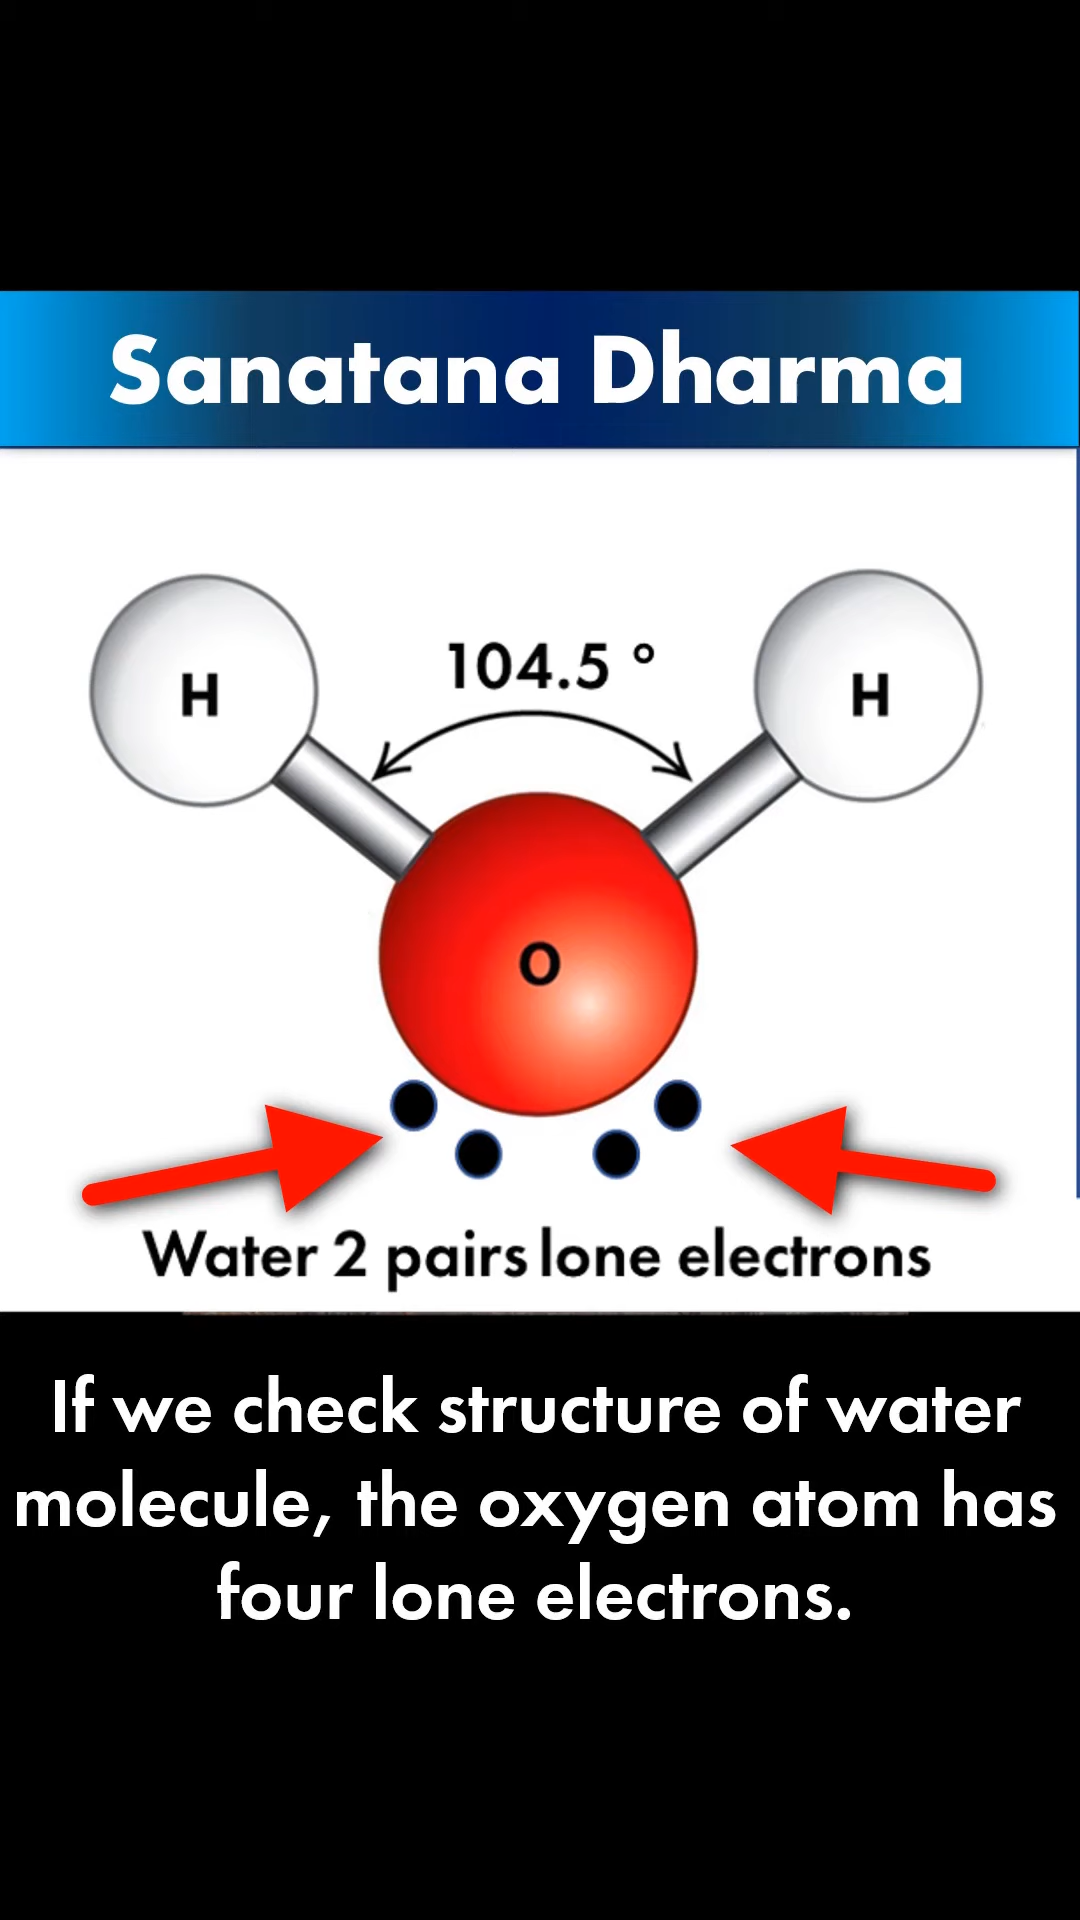 Sanatana Dharma
104.5 °
H
H
O
Water 2 pairs lone electrons
If we check structure of water
molecule, the oxygen atom has
four lone electrons.